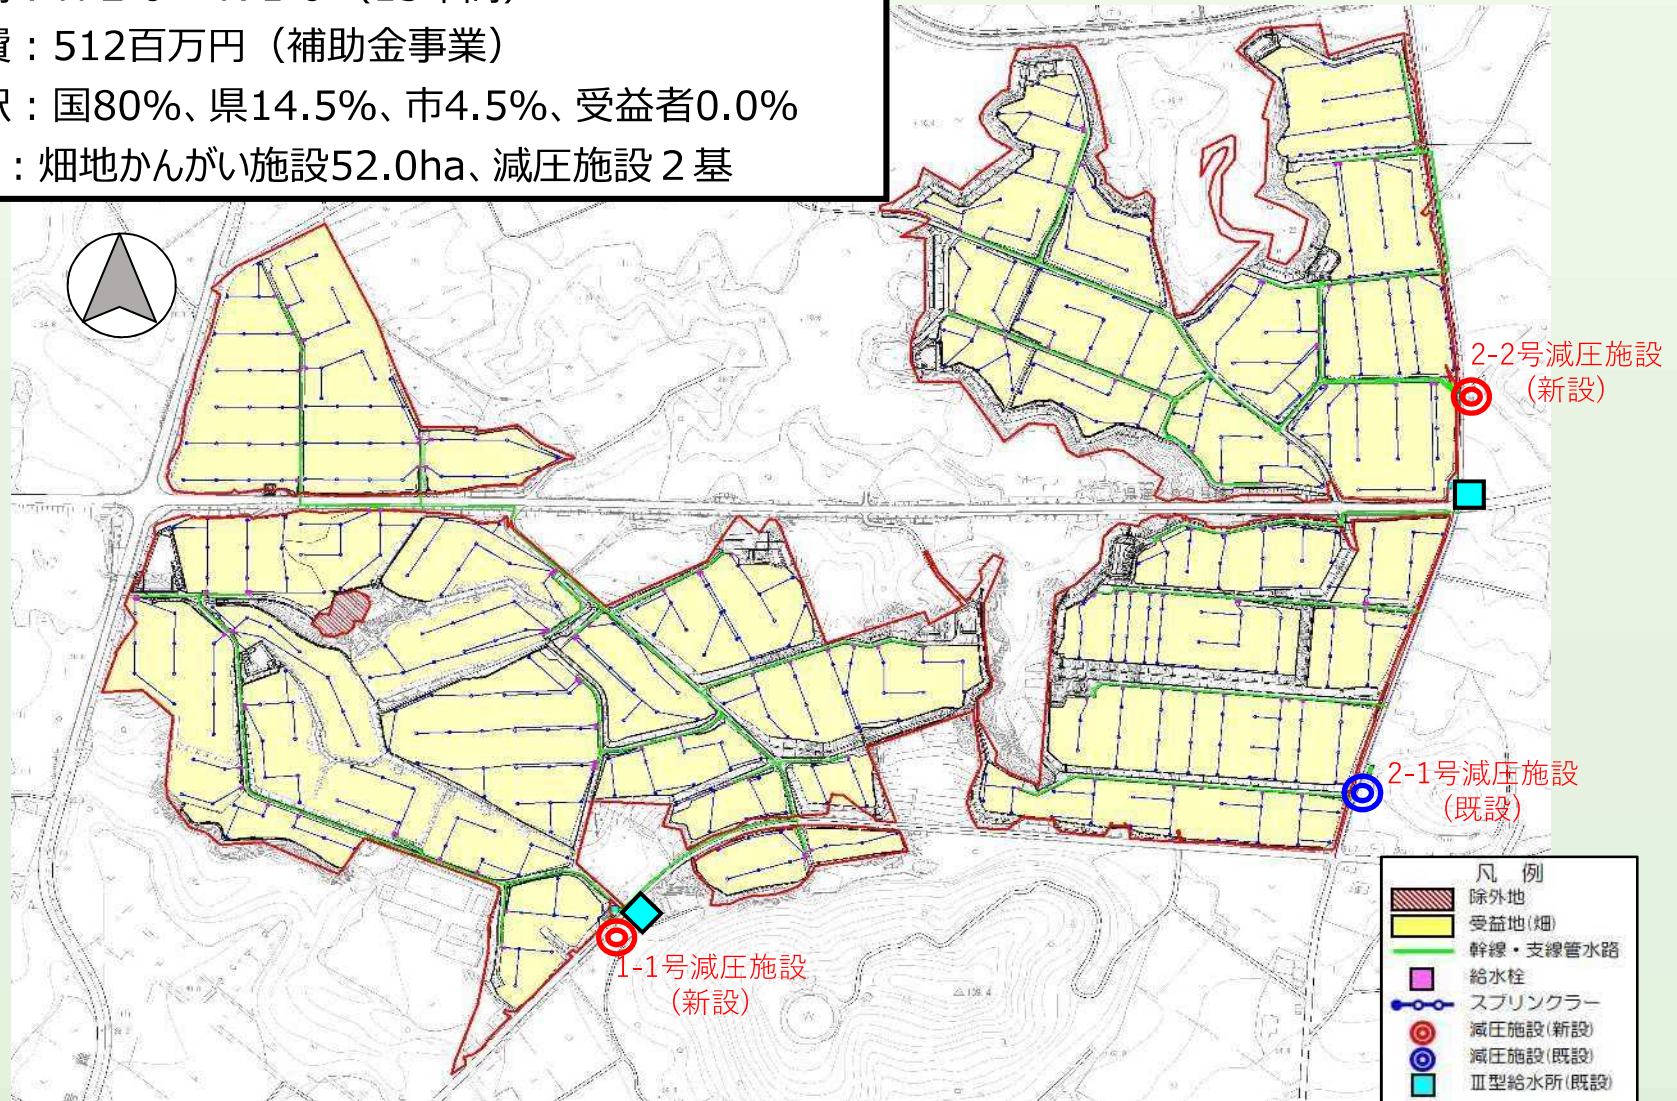 費：512百万円（補助金事業）
訳：国80%、県14.5%、市4.5%、受益者0.0%
：畑地かんがい施設52.0ha、減圧施設２基
2-2号減圧施設
(新設)
2-1号減圧施設
(既設)
1-1号減圧施設
(新設)
凡　例
除外地
受益地(畑)
幹線・支線管水路
給水栓
スプリンクラー
減圧施設(新設)
減圧施設(既設)
Ⅲ型給水所(既設)